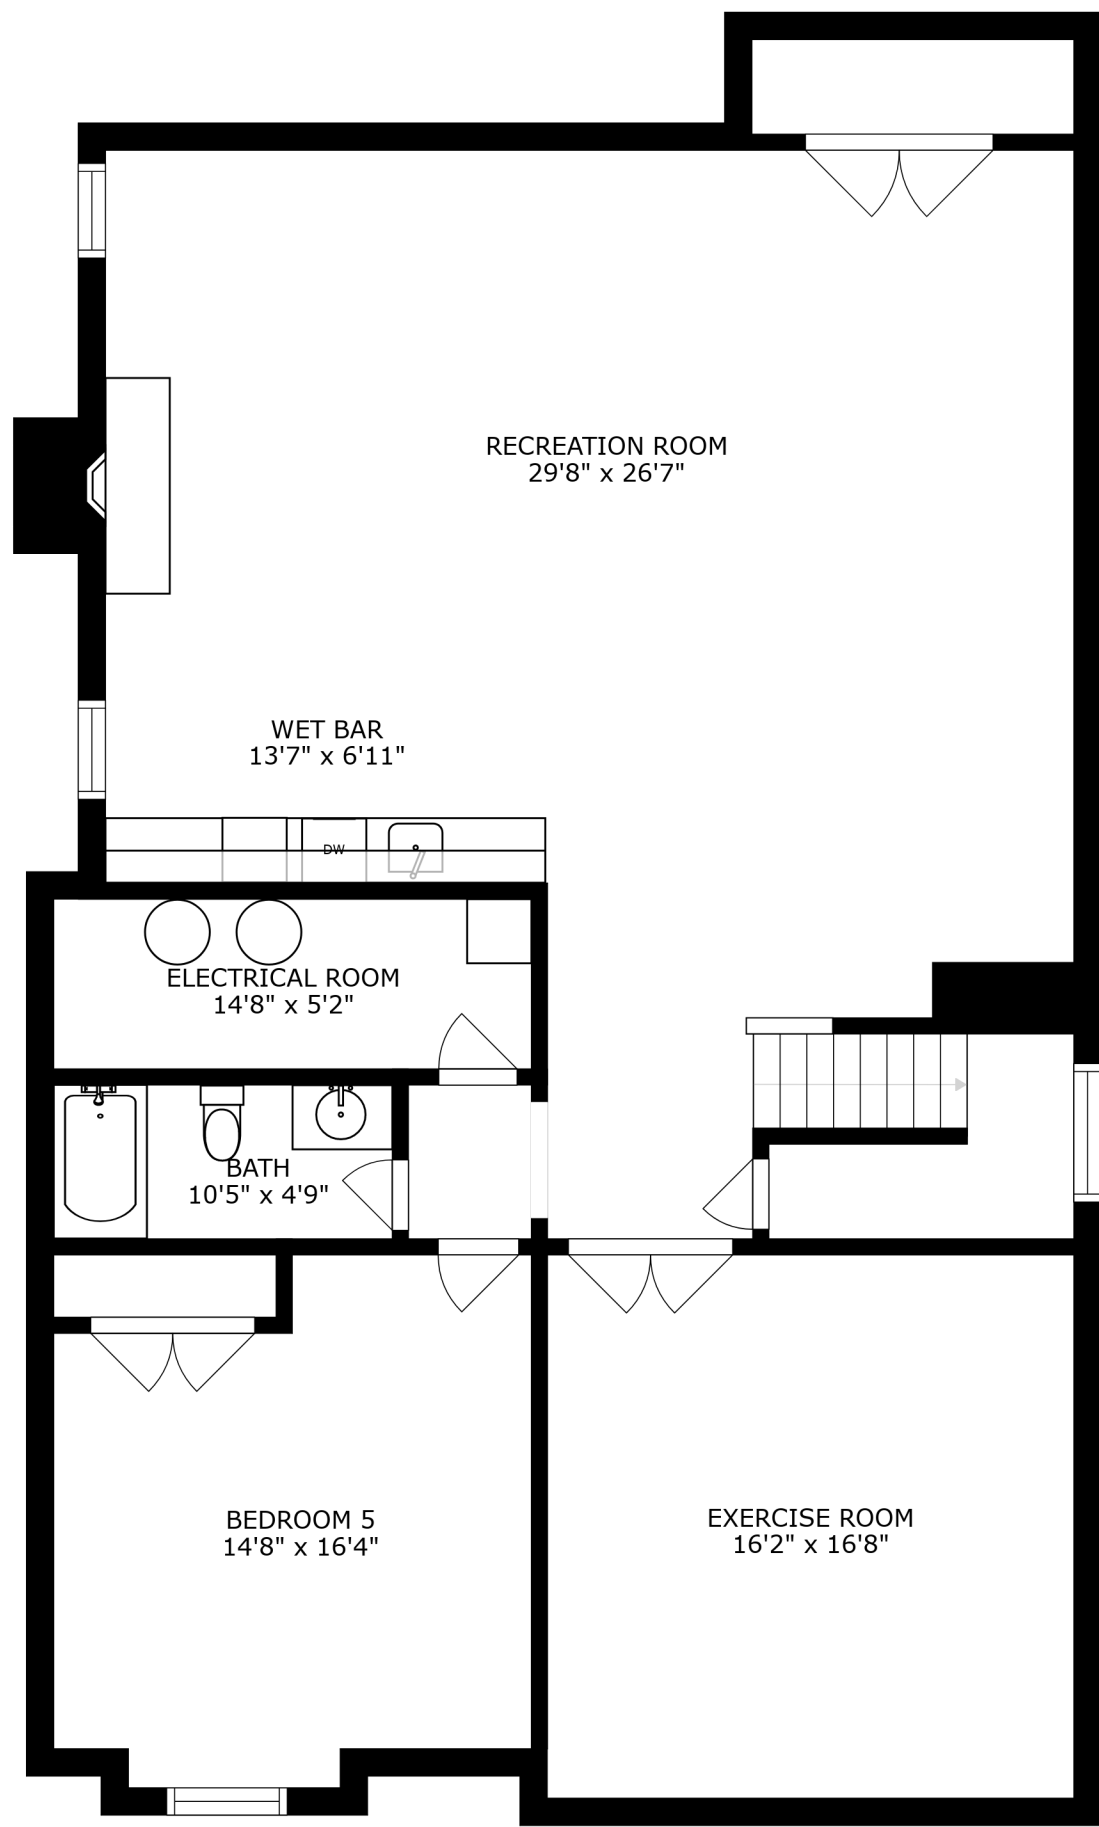 RECREATION ROOM
29'8" x 26'7"
WET BAR
13'7" x 6'11"
DW
ELECTRICAL ROOM
14'8" x 5'2"
BATH
10'5" x 4'9"
BEDROOM 5
14'8" x 16'4"
EXERCISE ROOM
16'2" x 16'8"